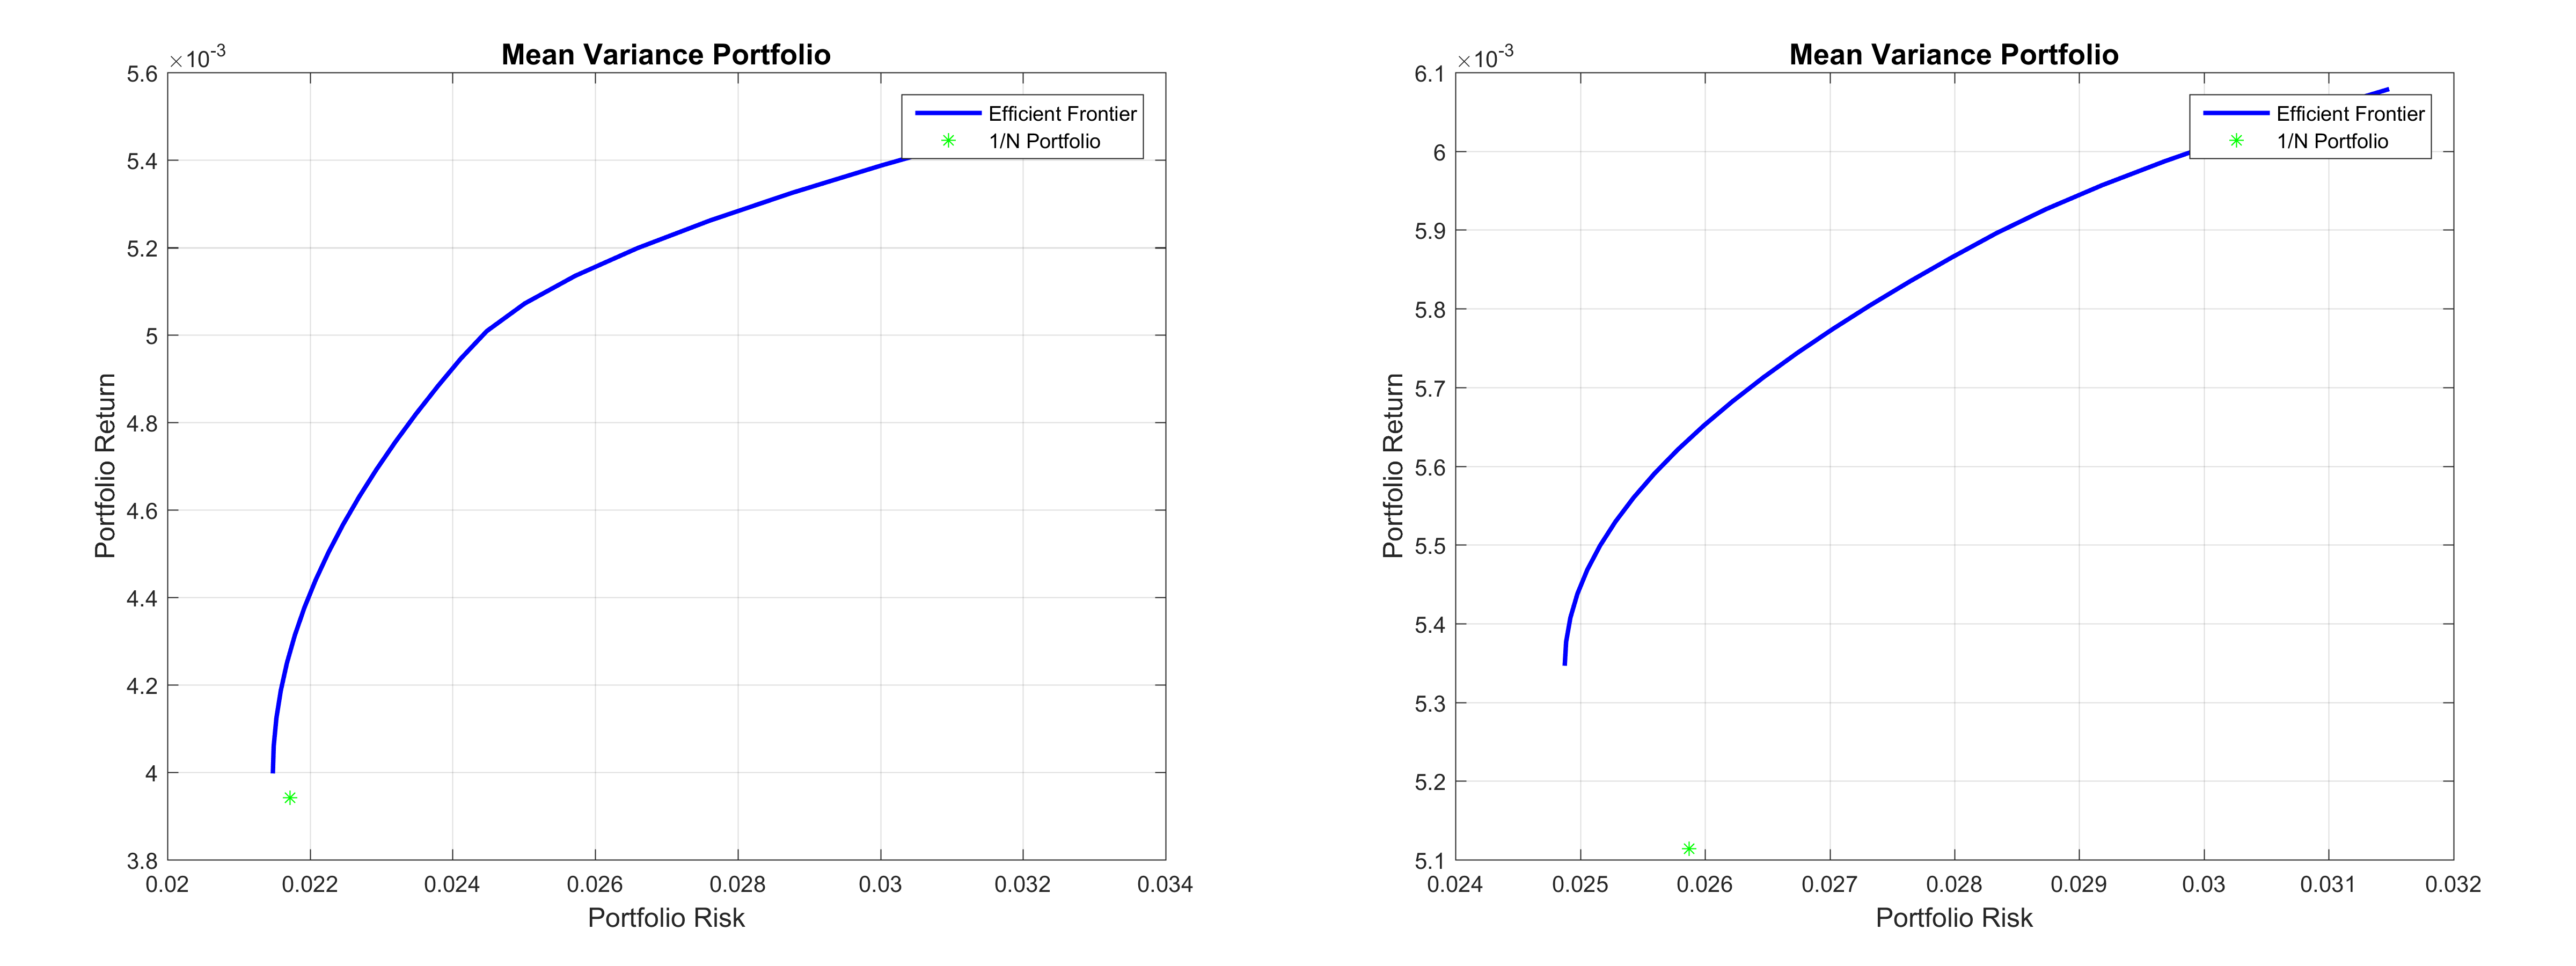 Mean Variance Portfolio
×10-3
5.6
5.4
5.2
5
4.8
4.6
4.4
4.2
4
3.8
Portfolio Return
Efficient Frontier
1/N Portfolio
0.02 0.022 0.024 0.026 0.028 0.03 0.032 0.034
Portfolio Risk
Mean Variance Portfolio
×10-3
6.1
6
5.9
5.8
5.7
5.6
5.5
5.4
5.3
5.2
5.1
Portfolio Return
Efficient Frontier
1/N Portfolio
0.024 0.025 0.026 0.027 0.028 0.029 0.03 0.031 0.032
Portfolio Risk